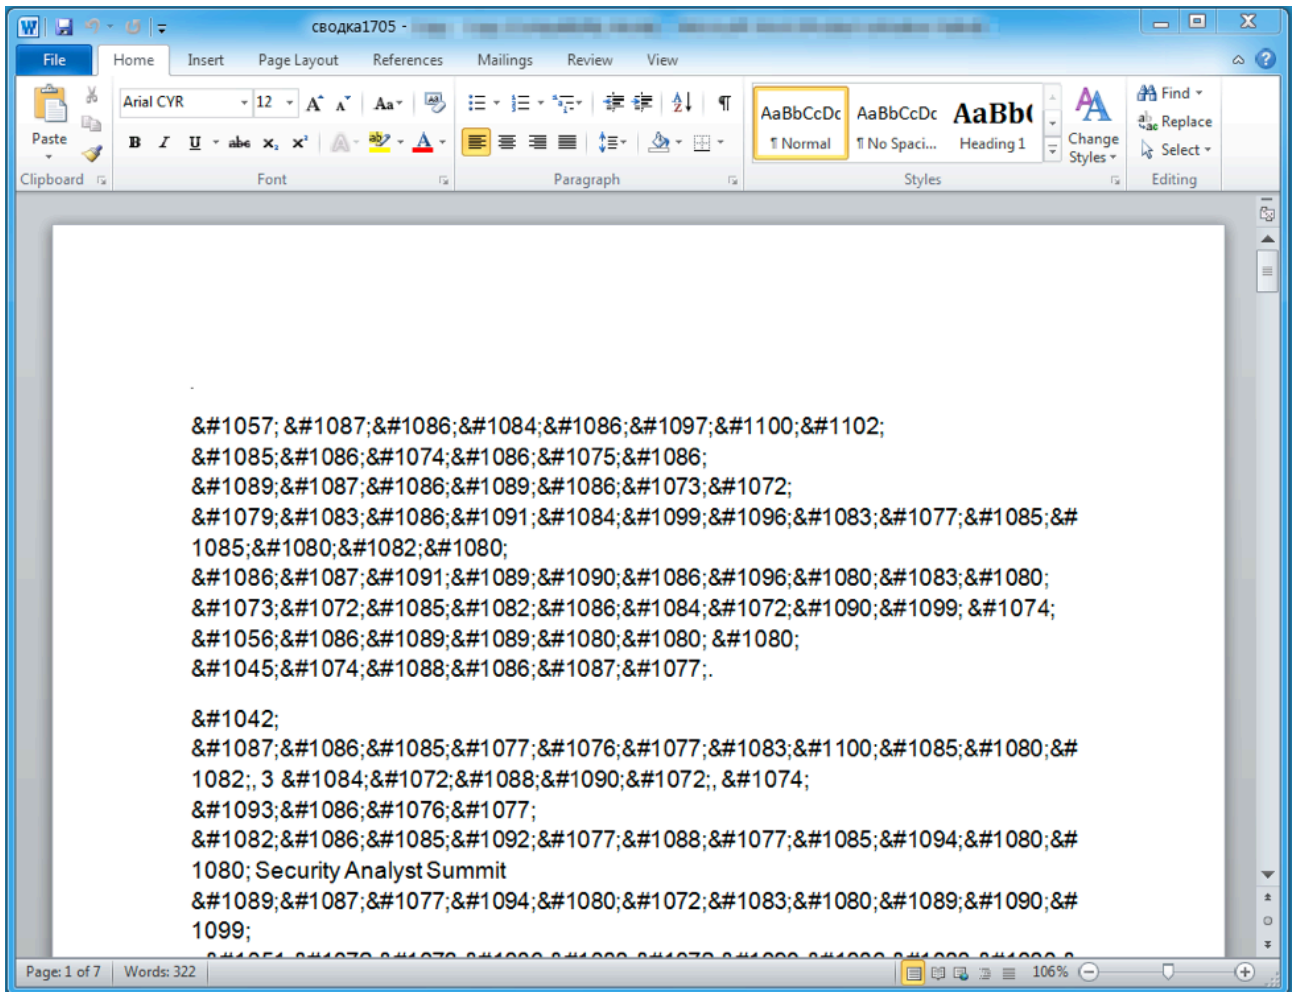 сводка1705 -
File Home Insert Page Layout References Mailings Review View
Arial CYR 12
Paste
AaBbCcDc AaBbCcDc AaBb(
¶ Normal ¶ No Spaci... Heading 1
Change Styles
Find
Replace
Select
Clipboard Font Paragraph Styles Editing
&#1057; &#1087;&#1086;&#1084;&#1086;&#1097;&#1100;&#1102;
&#1085;&#1086;&#1074;&#1086;&#1075;&#1086;
&#1089;&#1087;&#1086;&#1089;&#1086;&#1073;&#1072;
&#1079;&#1083;&#1086;&#1091;&#1084;&#1099;&#1096;&#1083;&#1077;&#1085;&#
1085;&#1080;&#1082;&#1080;
&#1086;&#1087;&#1091;&#1089;&#1090;&#1086;&#1096;&#1080;&#1083;&#1080;
&#1073;&#1072;&#1085;&#1082;&#1086;&#1084;&#1072;&#1090;&#1099; &#1074;
&#1056;&#1086;&#1089;&#1089;&#1080;&#1080; &#1080;
&#1045;&#1074;&#1088;&#1086;&#1087;&#1077;.
&#1042;
&#1087;&#1086;&#1085;&#1077;&#1076;&#1077;&#1083;&#1100;&#1085;&#1080;&#
1082;, 3 &#1084;&#1072;&#1088;&#1090;&#1072;, &#1074;
&#1093;&#1086;&#1076;&#1077;
&#1082;&#1086;&#1085;&#1092;&#1077;&#1088;&#1077;&#1085;&#1094;&#1080;&#
1080; Security Analyst Summit
&#1089;&#1087;&#1077;&#1094;&#1080;&#1072;&#1083;&#1080;&#1089;&#1090;&#
1099;
Page: 1 of 7 Words: 322 106%